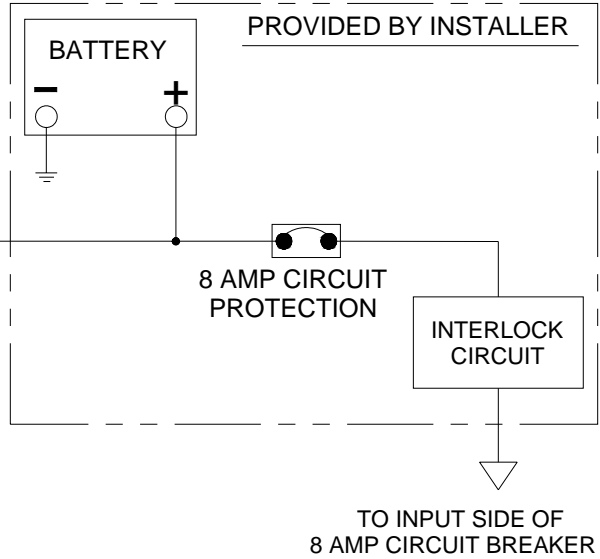 PROVIDED BY INSTALLER
BATTERY
- +
8 AMP CIRCUIT
PROTECTION
INTERLOCK
CIRCUIT
TO INPUT SIDE OF
8 AMP CIRCUIT BREAKER